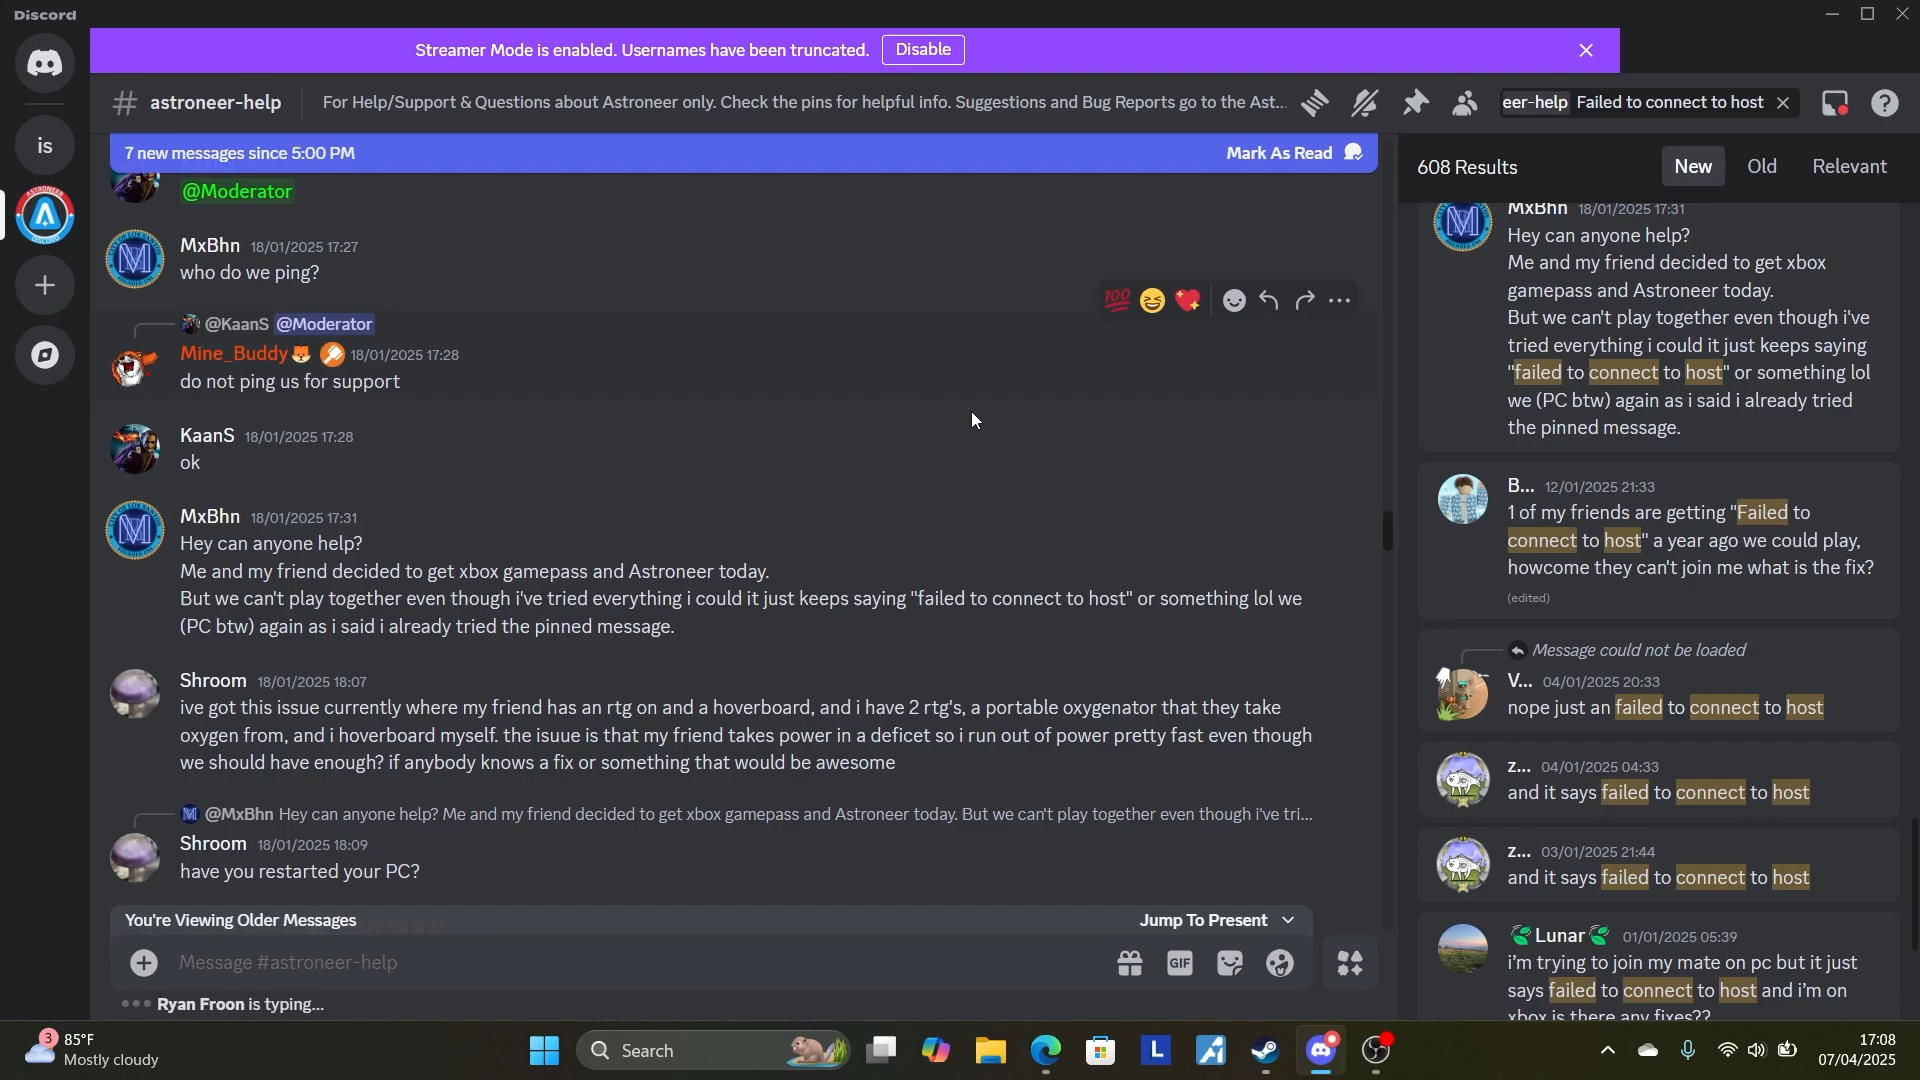 Discord
Streamer Mode is enabled. Usernames have been truncated. Disable
astroneer-help
For Help/Support & Questions about Astroneer only. Check the pins for helpful info. Suggestions and Bug Reports go to the Ast...
eer-help Failed to connect to host
is
7 new messages since 5:00 PM
Mark As Read
@Moderator
MxBhn 18/01/2025 17:27
who do we ping?
@KaanS @Moderator
Mine_Buddy 18/01/2025 17:28
do not ping us for support
KaanS 18/01/2025 17:28
ok
MxBhn 18/01/2025 17:31
Hey can anyone help?
Me and my friend decided to get xbox gamepass and Astroneer today.
But we can't play together even though i've tried everything i could it just keeps saying "failed to connect to host" or something lol we
(PC btw) again as i said i already tried the pinned message.
Shroom 18/01/2025 18:07
ive got this issue currently where my friend has an rtg on and a hoverboard, and i have 2 rtg's, a portable oxygenator that they take
oxygen from, and i hoverboard myself. the isuue is that my friend takes power in a deficet so i run out of power pretty fast even though
we should have enough? if anybody knows a fix or something that would be awesome
@MxBhn Hey can anyone help? Me and my friend decided to get xbox gamepass and Astroneer today. But we can't play together even though i've tri...
Shroom 18/01/2025 18:09
have you restarted your PC?
You're Viewing Older Messages
Jump To Present
Message #astroneer-help
GIF
Ryan Froon is typing...
608 Results
New
Old
Relevant
MxBhn 18/01/2025 17:31
Hey can anyone help?
Me and my friend decided to get xbox
gamepass and Astroneer today.
But we can't play together even though i've
tried everything i could it just keeps saying
"failed to connect to host" or something lol
we (PC btw) again as i said i already tried
the pinned message.
B... 12/01/2025 21:33
1 of my friends are getting "Failed to
connect to host" a year ago we could play,
howcome they can't join me what is the fix?
(edited)
Message could not be loaded
V... 04/01/2025 20:33
nope just an failed to connect to host
z... 04/01/2025 04:33
and it says failed to connect to host
z... 03/01/2025 21:44
and it says failed to connect to host
Lunar 01/01/2025 05:39
i'm trying to join my mate on pc but it just
says failed to connect to host and i'm on
xbox is there any fixes??
3
85°F
Mostly cloudy
Search
L
17:08
07/04/2025